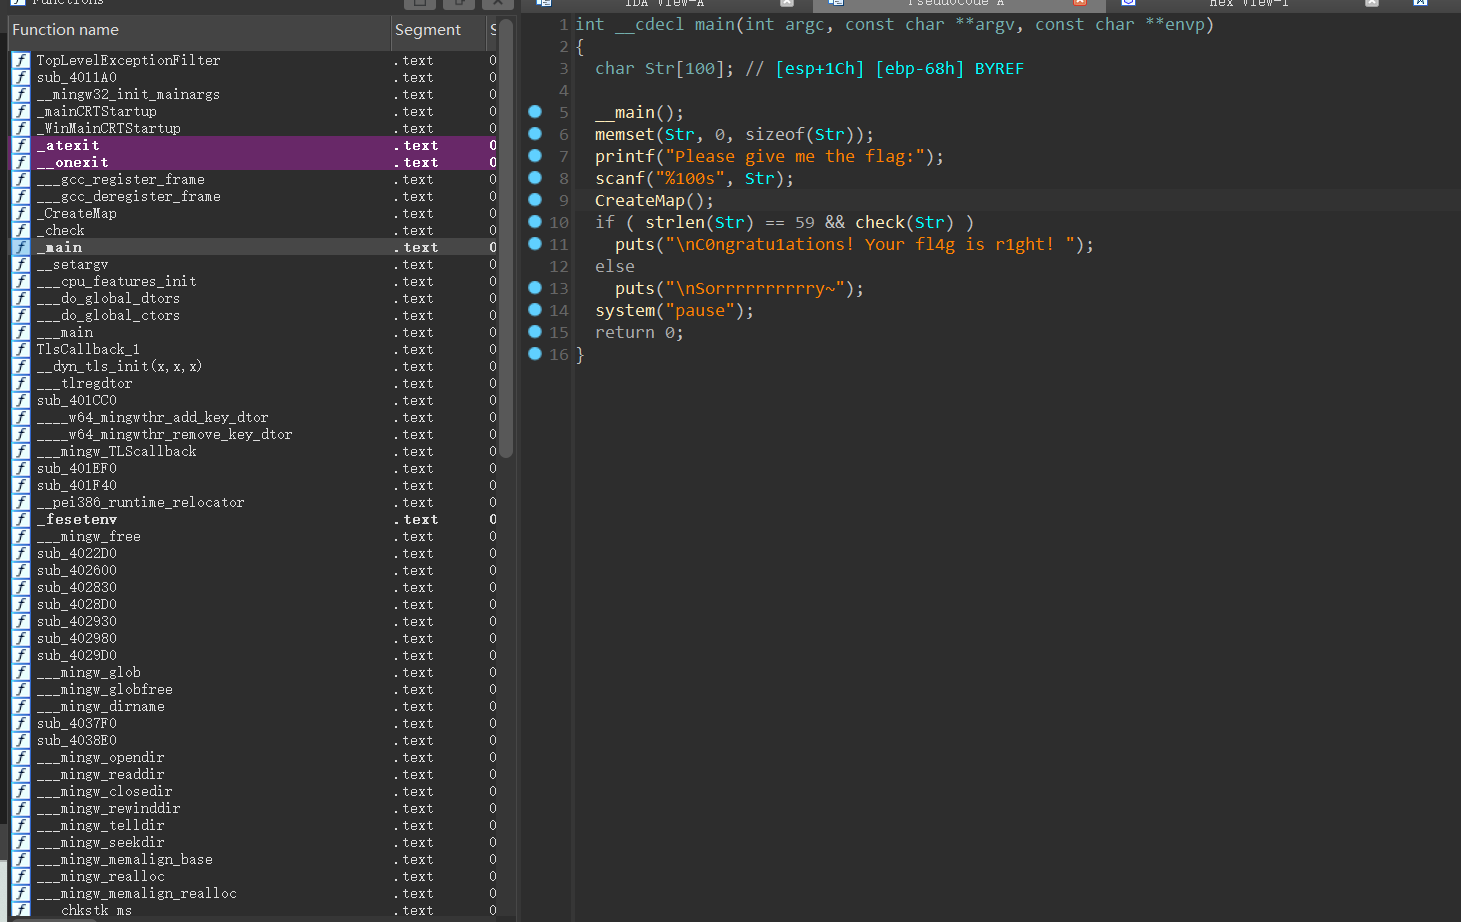 Functions
Function name Segment S
TopLevelExceptionFilter .text 0
sub_4011A0 .text 0
__mingw32_init_mainargs .text 0
_mainCRTStartup .text 0
_WinMainCRTStartup .text 0
_atexit .text 0
__onexit .text 0
___gcc_register_frame .text 0
___gcc_deregister_frame .text 0
_CreateMap .text 0
_check .text 0
_main .text 0
__setargv .text 0
___cpu_features_init .text 0
___do_global_dtors .text 0
___do_global_ctors .text 0
___main .text 0
TlsCallback_1 .text 0
__dyn_tls_init(x,x,x) .text 0
___tlregdtor .text 0
sub_401CC0 .text 0
____w64_mingwthr_add_key_dtor .text 0
____w64_mingwthr_remove_key_dtor .text 0
___mingw_TLScallback .text 0
sub_401EF0 .text 0
sub_401F40 .text 0
__pei386_runtime_relocator .text 0
_fesetenv .text 0
___mingw_free .text 0
sub_4022D0 .text 0
sub_402600 .text 0
sub_402830 .text 0
sub_4028D0 .text 0
sub_402930 .text 0
sub_402980 .text 0
sub_4029D0 .text 0
___mingw_glob .text 0
___mingw_globfree .text 0
___mingw_dirname .text 0
sub_4037F0 .text 0
sub_4038E0 .text 0
___mingw_opendir .text 0
___mingw_readdir .text 0
___mingw_closedir .text 0
___mingw_rewinddir .text 0
___mingw_telldir .text 0
___mingw_seekdir .text 0
___mingw_memalign_base .text 0
___mingw_realloc .text 0
___mingw_memalign_realloc .text 0
___chkstk_ms .text 0
IDA View-A Pseudocode-A Hex View-1
1 int __cdecl main(int argc, const char **argv, const char **envp)
2 {
3 char Str[100]; // [esp+1Ch] [ebp-68h] BYREF
4
5 __main();
6 memset(Str, 0, sizeof(Str));
7 printf("Please give me the flag:");
8 scanf("%100s", Str);
9 CreateMap();
10 if ( strlen(Str) == 59 && check(Str) )
11 puts("\nC0ngratu1ations! Your fl4g is r1ght! ");
12 else
13 puts("\nSorrrrrrrrrry~");
14 system("pause");
15 return 0;
16 }